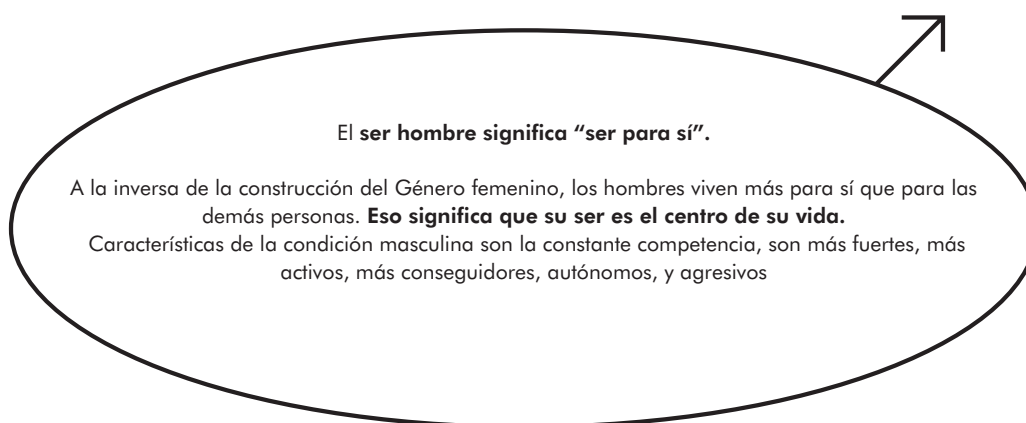 El ser hombre significa “ser para sí”.
A la inversa de la construcción del Género femenino, los hombres viven más para sí que para las
demás personas. Eso significa que su ser es el centro de su vida.
Características de la condición masculina son la constante competencia, son más fuertes, más
activos, más conseguidores, autónomos, y agresivos